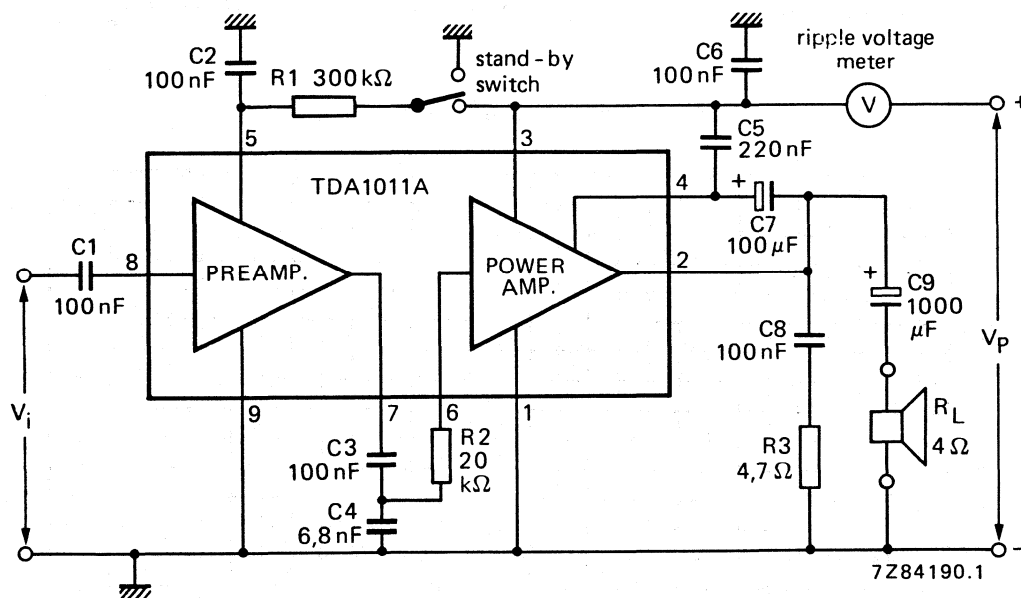 C2
100 nF
R1 300 kΩ
stand-by
switch
C6
100 nF
ripple voltage
meter
V
+
5
3
C5
220 nF
TDA1011A
4
+
C7
100 µF
C1
100 nF
8
PREAMP.
POWER
AMP.
2
+
C9
1000
µF
C8
100 nF
Vi
VP
9
7
6
1
C3
100 nF
R2
20
kΩ
R3
4,7 Ω
RL
4 Ω
C4
6,8 nF
−
7Z84190.1